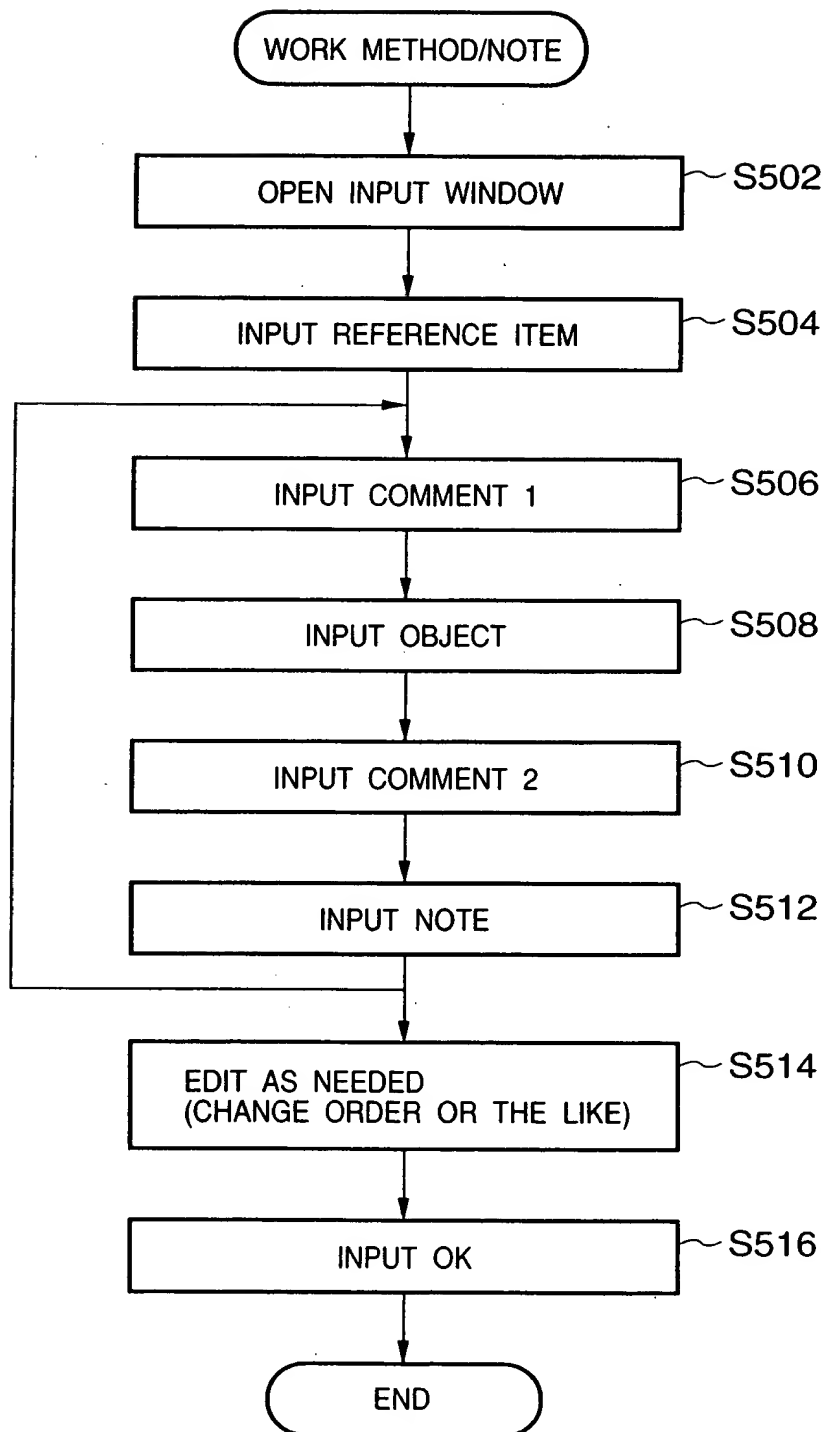 WORK METHOD/NOTE
OPEN INPUT WINDOW
S502
INPUT REFERENCE ITEM
S504
INPUT COMMENT 1
S506
INPUT OBJECT
S508
INPUT COMMENT 2
S510
INPUT NOTE
S512
EDIT AS NEEDED
(CHANGE ORDER OR THE LIKE)
S514
INPUT OK
S516
END